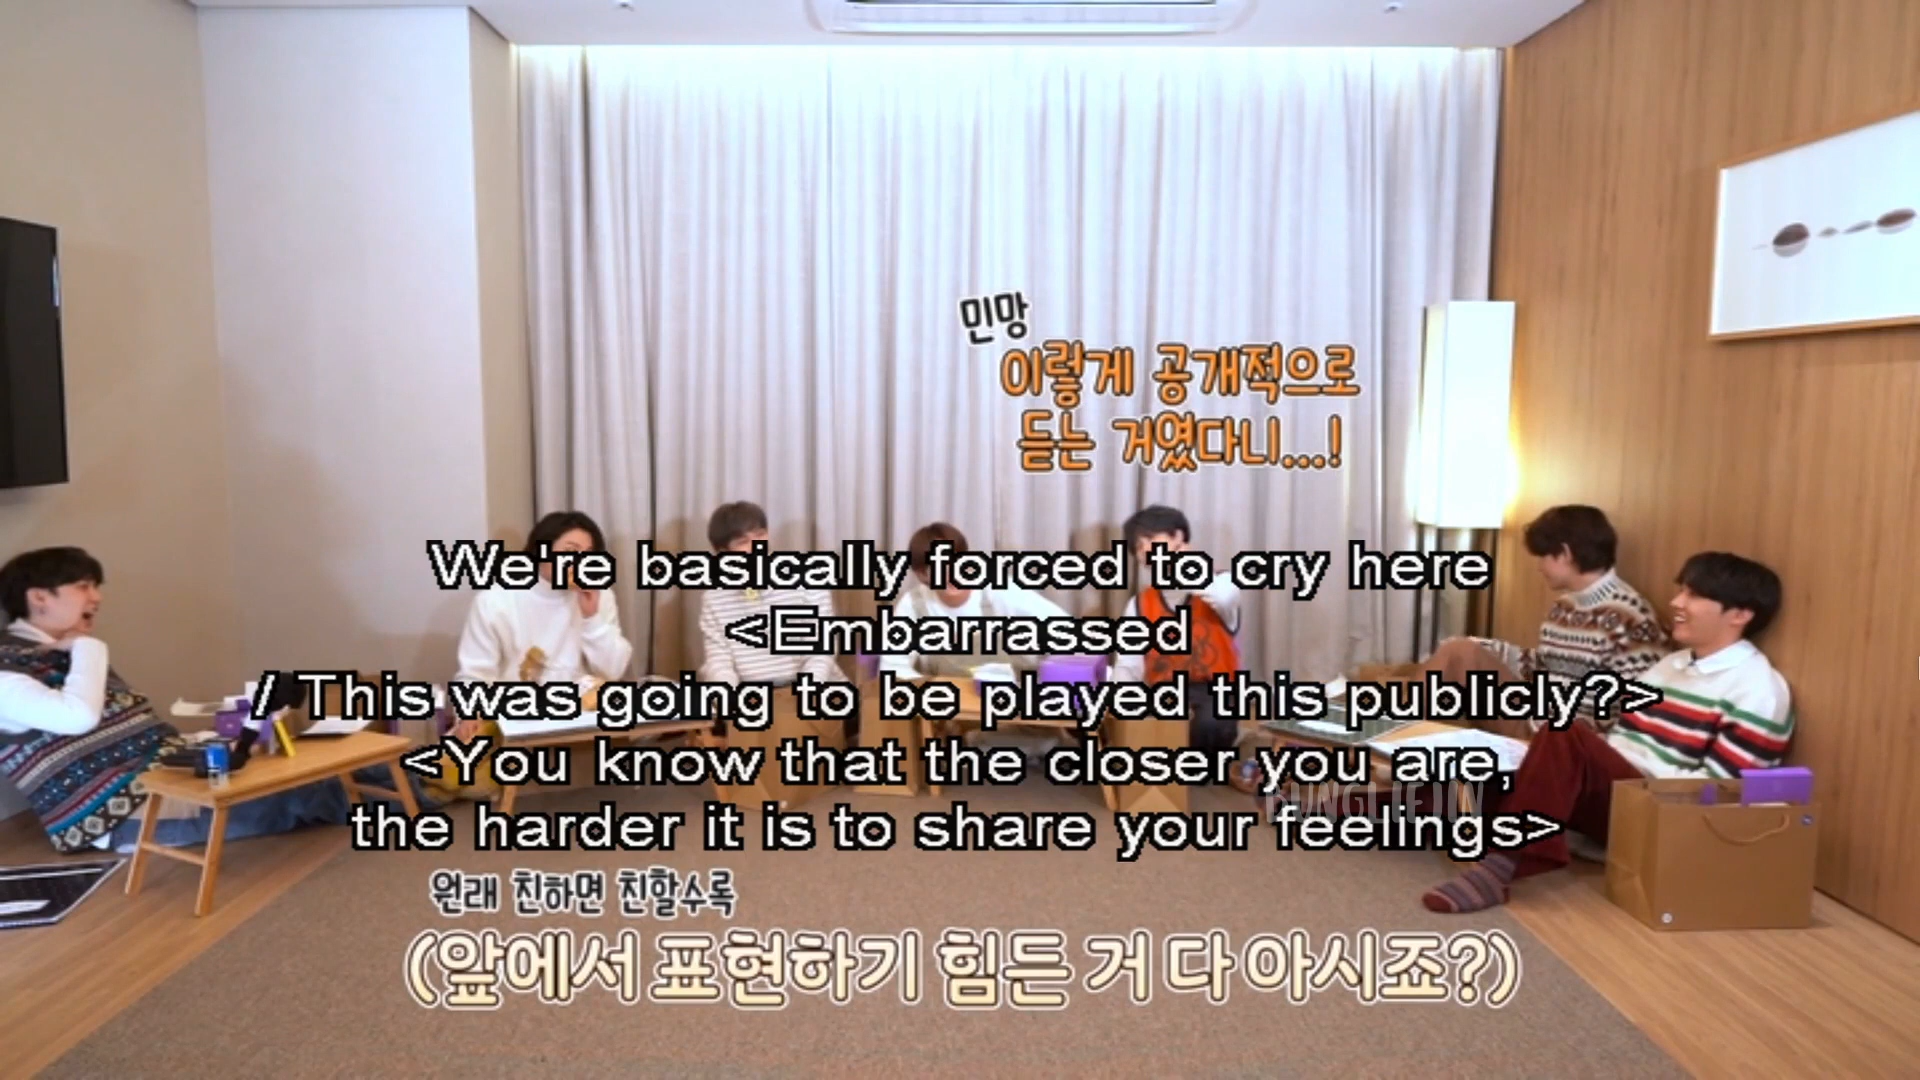 민망
이렇게 공개적으로
듣는 거였다니...!
We're basically forced to cry here
<Embarrassed
/ This was going to be played this publicly?>
<You know that the closer you are,
the harder it is to share your feelings>
BUNGLIFJIN
원래 친하면 친할수록
(앞에서 표현하기 힘든 거 다 아시죠?)